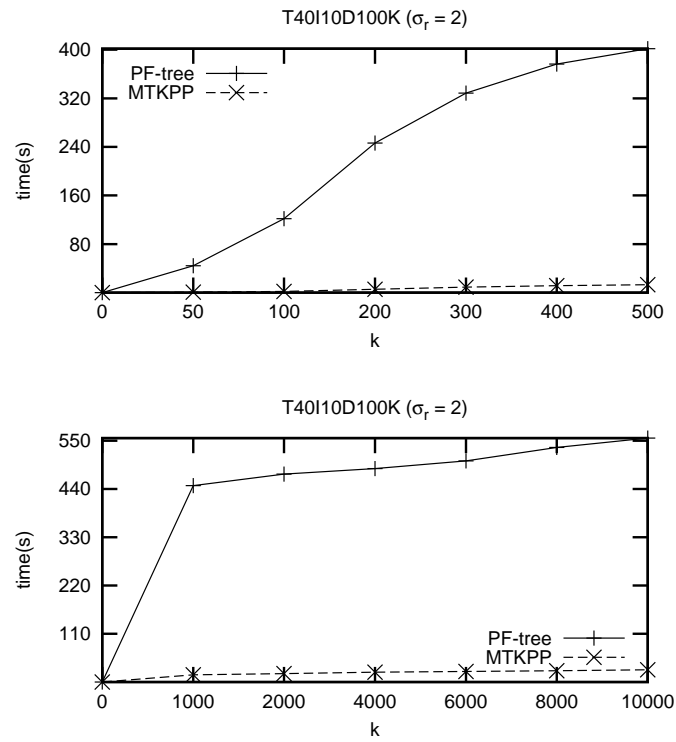 T40I10D100K (σr = 2)
400
320
240
160
80
time(s)
PF-tree
MTKPP
0 50 100 200 300 400 500
k
T40I10D100K (σr = 2)
550
440
330
220
110
time(s)
PF-tree
MTKPP
0 1000 2000 4000 6000 8000 10000
k